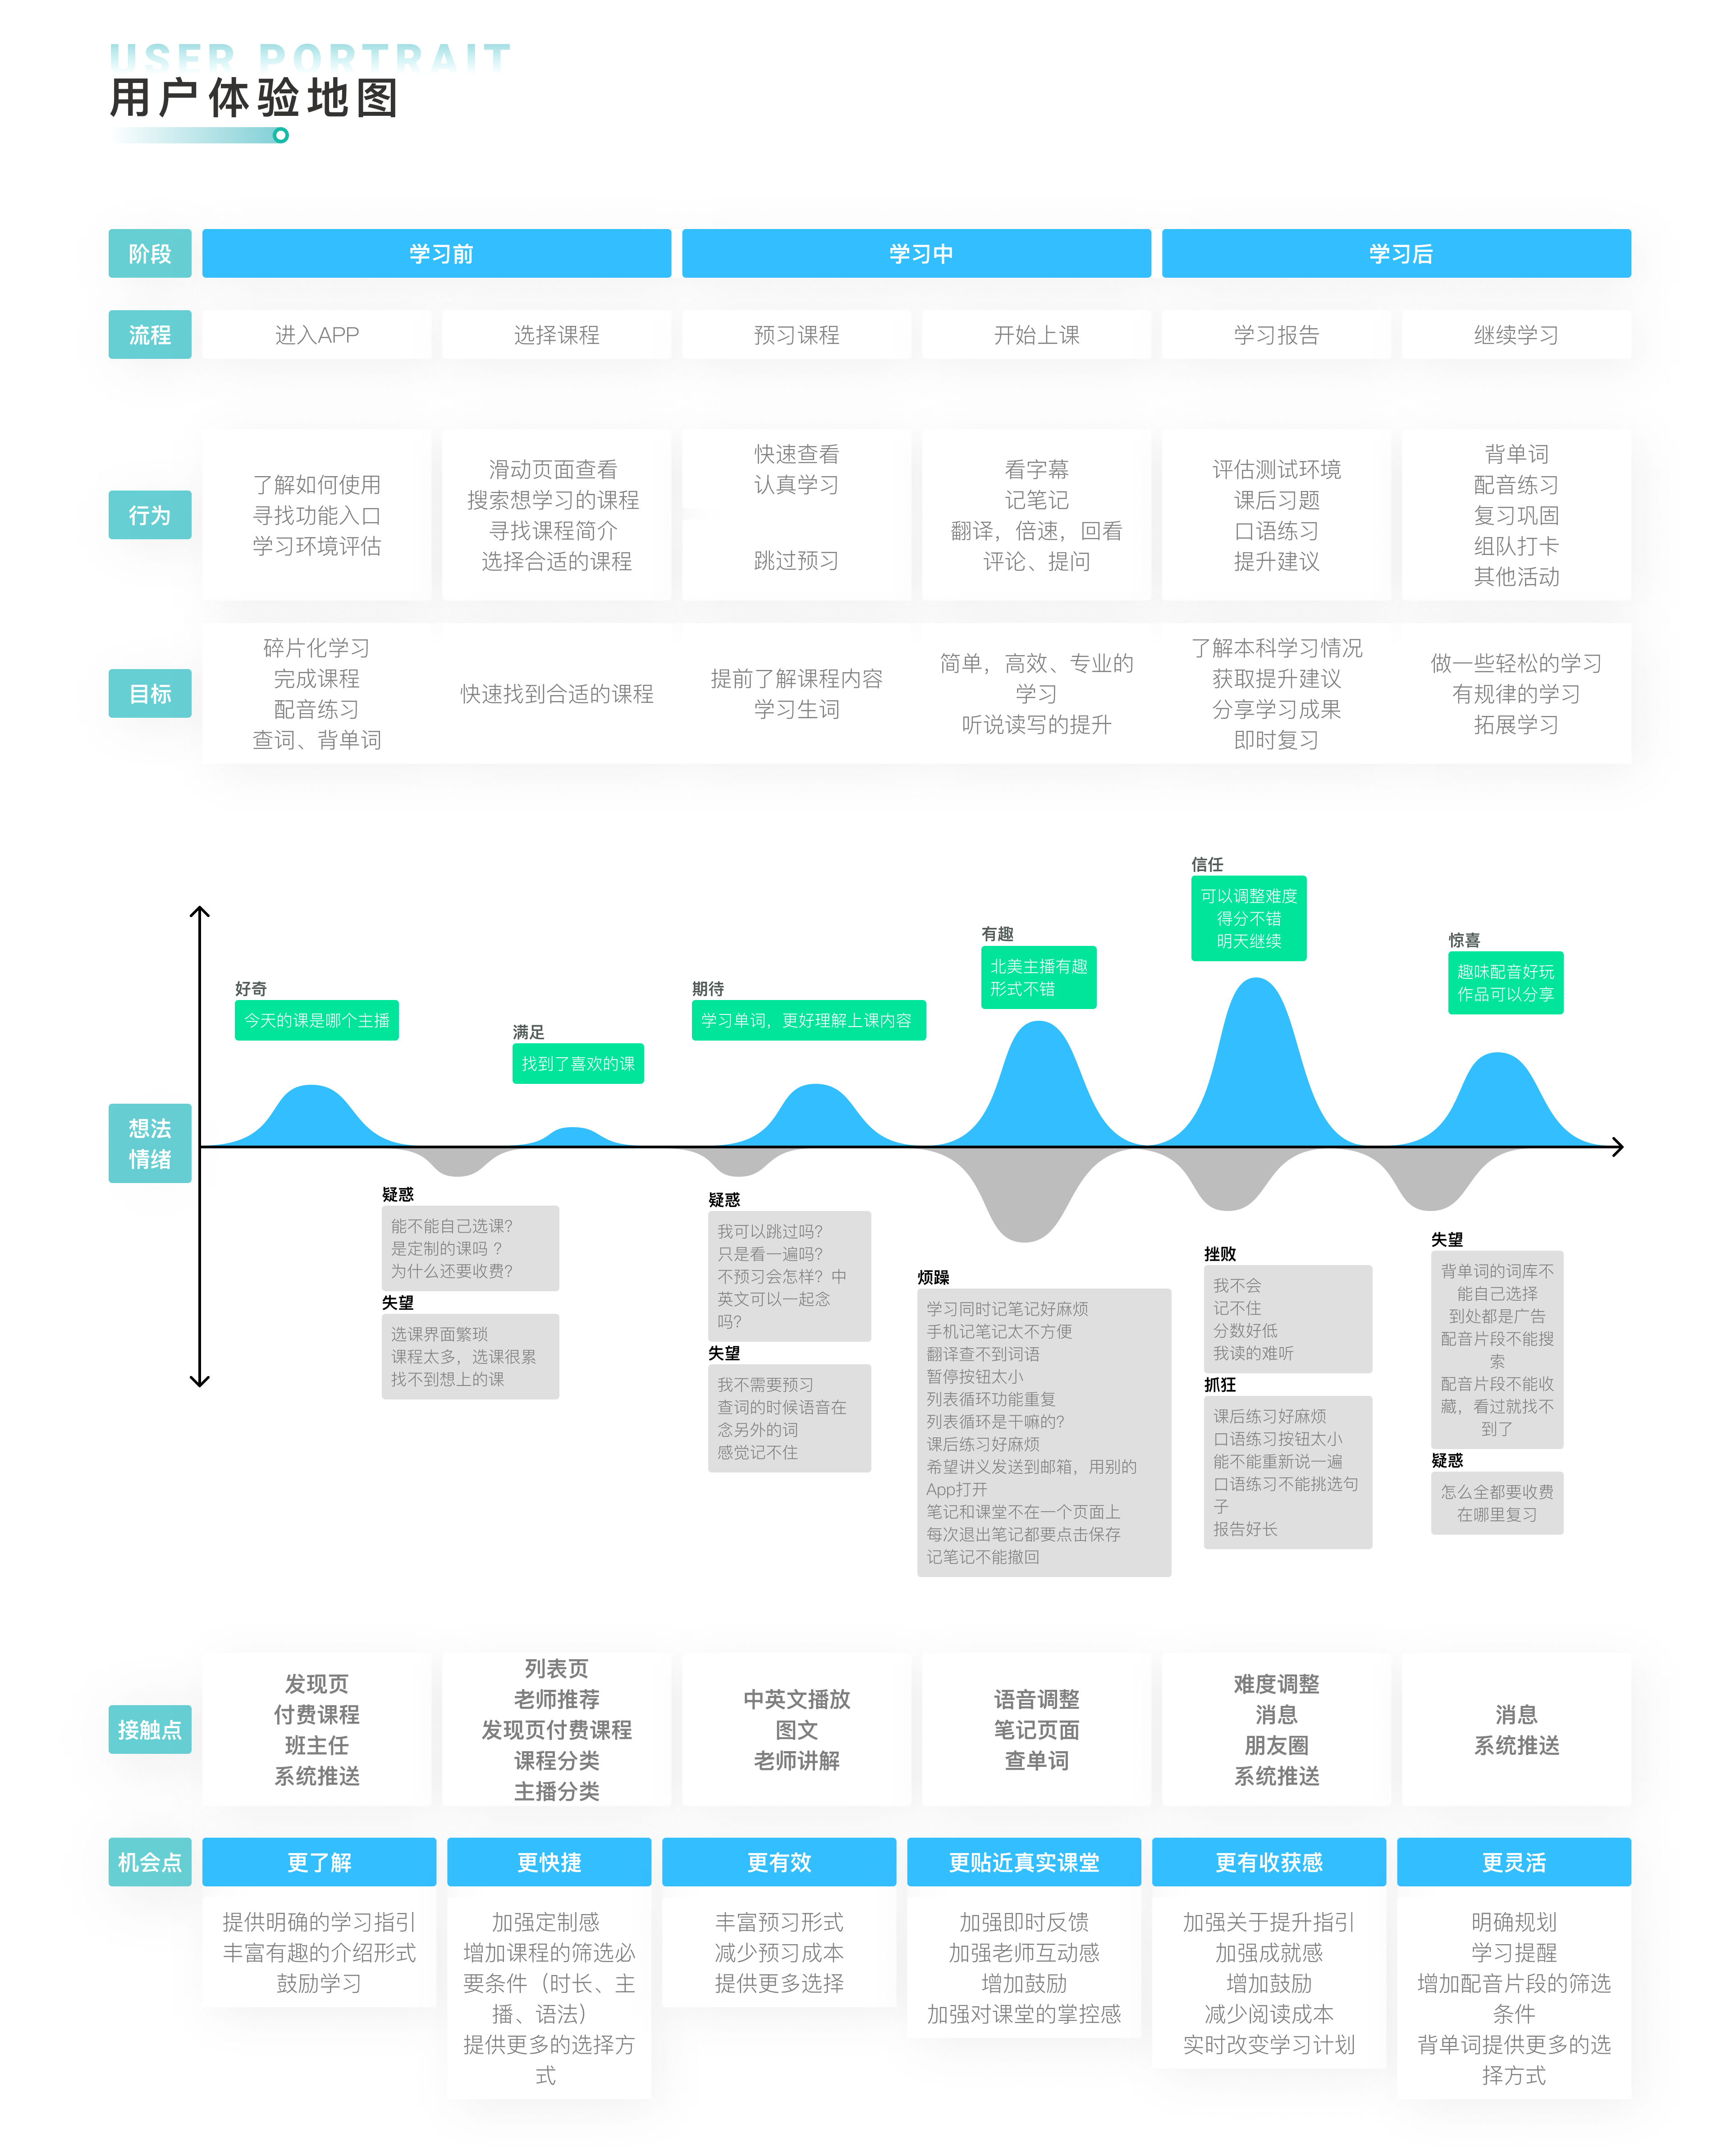 USER PORTRAIT
用户体验地图
阶段
学习前
学习中
学习后
流程
进入APP
选择课程
预习课程
开始上课
学习报告
继续学习
行为
了解如何使用
寻找功能入口
学习环境评估
滑动页面查看
搜索想学习的课程
寻找课程简介
选择合适的课程
快速查看
认真学习
跳过预习
看字幕
记笔记
翻译，倍速，回看
评论、提问
评估测试环境
课后习题
口语练习
提升建议
背单词
配音练习
复习巩固
组队打卡
其他活动
目标
碎片化学习
完成课程
配音练习
查词、背单词
快速找到合适的课程
提前了解课程内容
学习生词
简单，高效、专业的
学习
听说读写的提升
了解本科学习情况
获取提升建议
分享学习成果
即时复习
做一些轻松的学习
有规律的学习
拓展学习
想法
情绪
好奇
今天的课是哪个主播
满足
找到了喜欢的课
期待
学习单词，更好理解上课内容
有趣
北美主播有趣
形式不错
信任
可以调整难度
得分不错
明天继续
惊喜
趣味配音好玩
作品可以分享
疑惑
能不能自己选课？
是定制的课吗 ？
为什么还要收费？
失望
选课界面繁琐
课程太多，选课很累
找不到想上的课
疑惑
我可以跳过吗？
只是看一遍吗？
不预习会怎样？中
英文可以一起念
吗？
失望
我不需要预习
查词的时候语音在
念另外的词
感觉记不住
烦躁
学习同时记笔记好麻烦
手机记笔记太不方便
翻译查不到词语
暂停按钮太小
列表循环功能重复
列表循环是干嘛的？
课后练习好麻烦
希望讲义发送到邮箱，用别的
App打开
笔记和课堂不在一个页面上
每次退出笔记都要点击保存
记笔记不能撤回
挫败
我不会
记不住
分数好低
我读的难听
抓狂
课后练习好麻烦
口语练习按钮太小
能不能重新说一遍
口语练习不能挑选句
子
报告好长
失望
背单词的词库不
能自己选择
到处都是广告
配音片段不能搜
索
配音片段不能收
藏，看过就找不
到了
疑惑
怎么全都要收费
在哪里复习
接触点
发现页
付费课程
班主任
系统推送
列表页
老师推荐
发现页付费课程
课程分类
主播分类
中英文播放
图文
老师讲解
语音调整
笔记页面
查单词
难度调整
消息
朋友圈
系统推送
消息
系统推送
机会点
更了解
更快捷
更有效
更贴近真实课堂
更有收获感
更灵活
提供明确的学习指引
丰富有趣的介绍形式
鼓励学习
加强定制感
增加课程的筛选必
要条件（时长、主
播、语法）
提供更多的选择方
式
丰富预习形式
减少预习成本
提供更多选择
加强即时反馈
加强老师互动感
增加鼓励
加强对课堂的掌控感
加强关于提升指引
加强成就感
增加鼓励
减少阅读成本
实时改变学习计划
明确规划
学习提醒
增加配音片段的筛选
条件
背单词提供更多的选
择方式